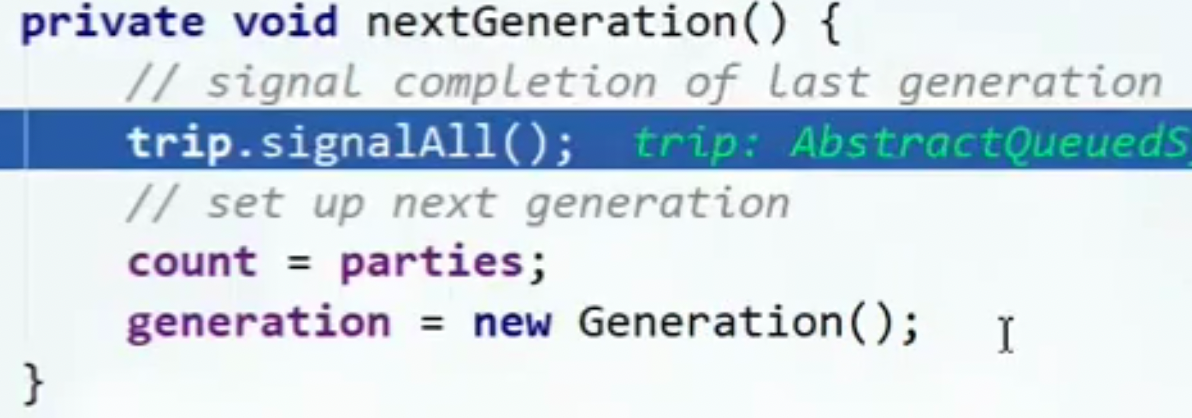 private void nextGeneration() {
// signal completion of last generation
trip.signalAll(); trip: AbstractQueuedS
// set up next generation
count = parties;
generation = new Generation();
}